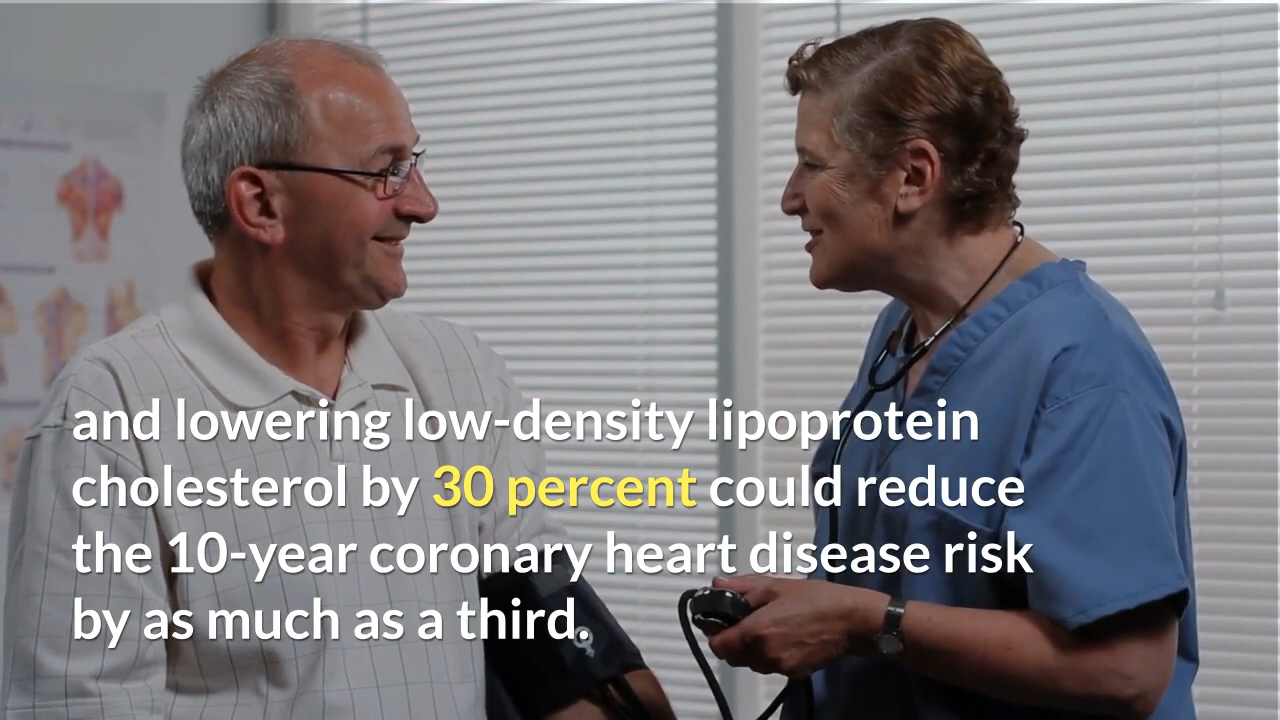 and lowering low-density lipoprotein
cholesterol by 30 percent could reduce
the 10-year coronary heart disease risk
by as much as a third.